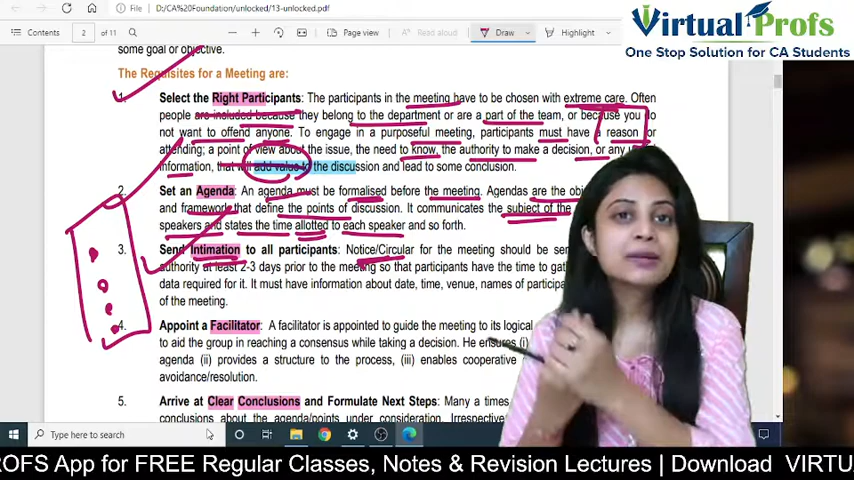 File
D:/CA Foundation/unlocked/13-unlocked.pdf
2 of 11
Page view
Read aloud
Draw
Highlight
Virtual Profs
One Stop Solution for CA Students
some goal or objective.
The Requisites for a Meeting are:
1. Select the Right Participants: The participants in the meeting have to be chosen with extreme care. Often
people are included because they belong to the department or are a part of the team, or because you do
not want to offend anyone. To engage in a purposeful meeting, participants must have a reason for
attending; a point of view about the issue, the need to know, the authority to make a decision, or any
information, that will add value to the discussion and lead to some conclusion.
2. Set an Agenda: An agenda must be formalised before the meeting. Agendas are the
and framework that define the points of discussion. It communicates the subject of the
speakers and states the time allotted to each speaker and so forth.
3. Send Intimation to all participants: Notice/Circular for the meeting should be
authority at least 2-3 days prior to the meeting so that participants have the time to
data required for it. It must have information about date, time, venue, names of
of the meeting.
4. Appoint a Facilitator: A facilitator is appointed to guide the meeting to its logical
to aid the group in reaching a consensus while taking a decision. He ensures (i)
agenda (ii) provides a structure to the process, (iii) enables cooperative
avoidance/resolution.
5. Arrive at Clear Conclusions and Formulate Next Steps: Many a times
conclusions about the agenda/points under consideration.
Type here to search
ROFS App for FREE Regular Classes, Notes & Revision Lectures | Download VIRTU